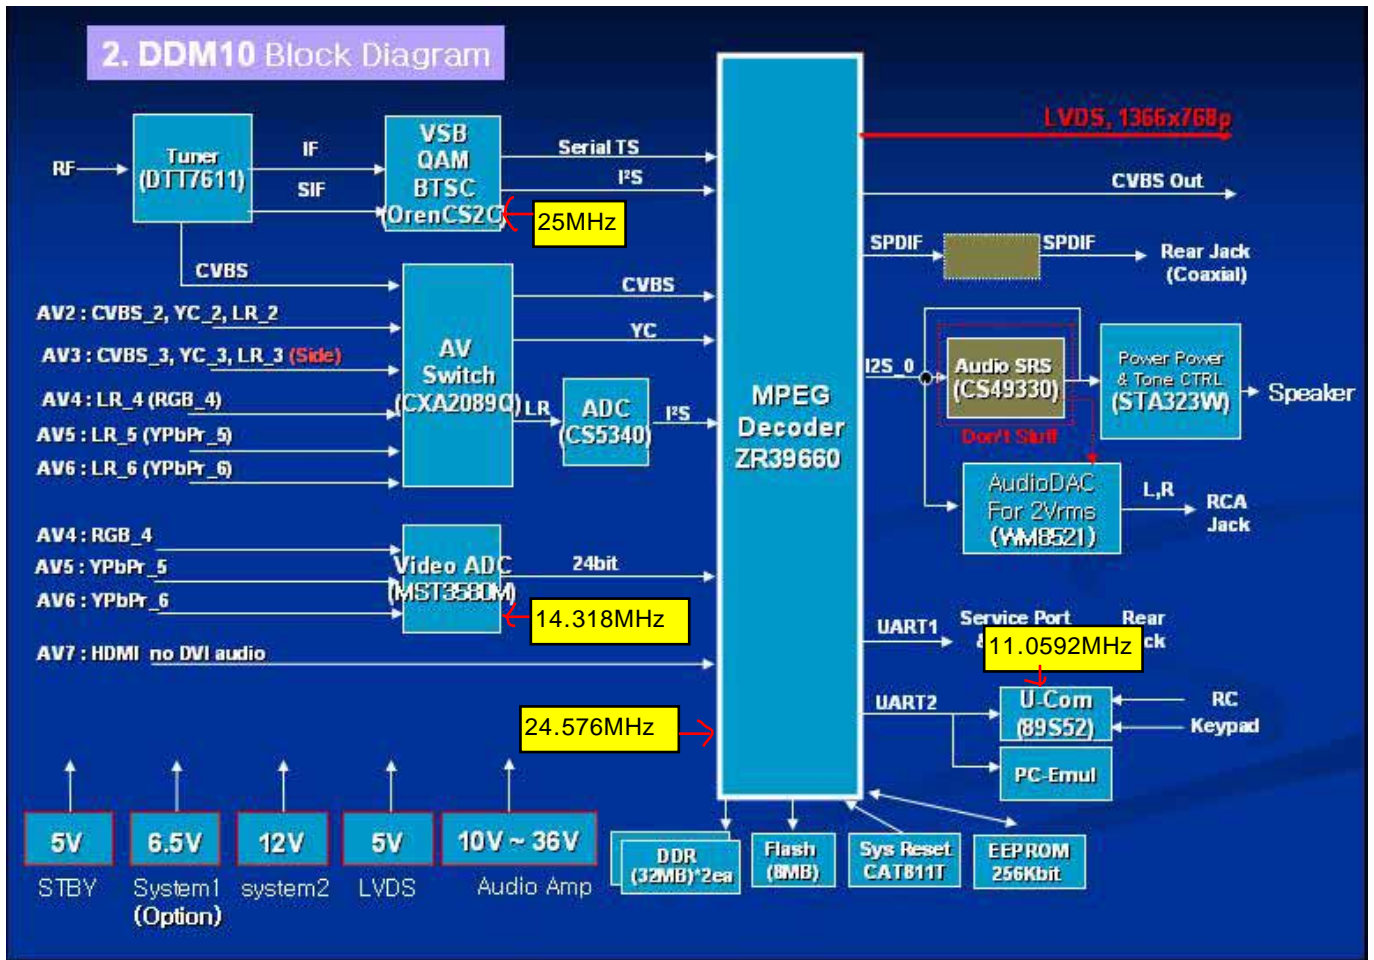 2. DDM10 Block Diagram
LVDS, 1366x768p
RF
Tuner
(DTT7611)
IF
SIF
VSB
QAM
BTSC
(OrenCS2C)
Serial TS
I²S
25MHz
CVBS Out
SPDIF
SPDIF
Rear Jack
(Coaxial)
CVBS
AV2 : CVBS_2, YC_2, LR_2
AV3 : CVBS_3, YC_3, LR_3 (Side)
AV4 : LR_4 (RGB_4)
AV5 : LR_5 (YPbPr_5)
AV6 : LR_6 (YPbPr_6)
AV
Switch
(CXA2089Q)
CVBS
YC
LR
ADC
(CS5340)
I²S
MPEG
Decoder
ZR39660
I2S_0
Audio SRS
(CS49330)
Don't Stuff
Power Power
& Tone CTRL
(STA323W)
Speaker
AudioDAC
For 2Vrms
(WM8521)
L,R
RCA
Jack
AV4 : RGB_4
AV5 : YPbPr_5
AV6 : YPbPr_6
Video ADC
(MST3580M)
24bit
14.318MHz
AV7 : HDMI no DVI audio
UART1
Service Port
Rear
11.0592MHz
24.576MHz
UART2
U-Com
(89S52)
RC
Keypad
PC-Emul
5V
6.5V
12V
5V
10V ~ 36V
STBY
System1
(Option)
system2
LVDS
Audio Amp
DDR
(32MB)*2ea
Flash
(8MB)
Sys Reset
CAT811T
EEPROM
256Kbit